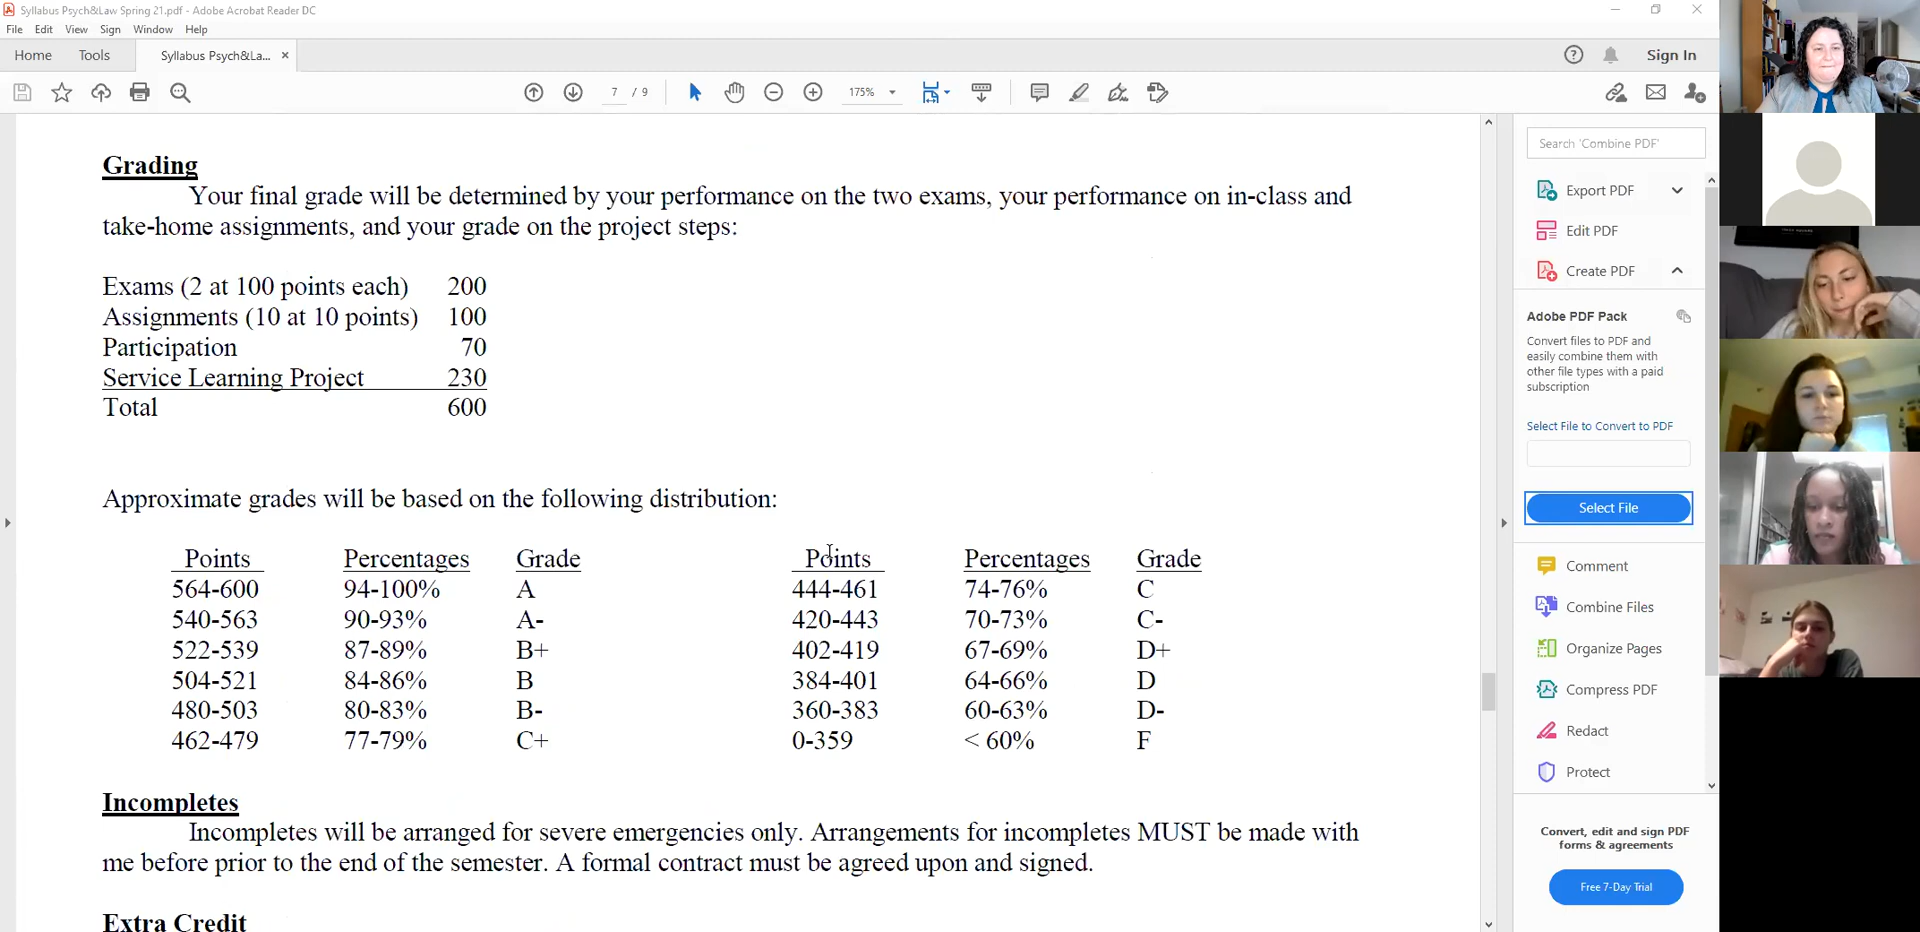 Syllabus Psych&Law Spring 21.pdf - Adobe Acrobat Reader DC
File Edit View Sign Window Help
Home Tools Syllabus Psych&La... × Sign In
7 / 9 175%
Grading
Your final grade will be determined by your performance on the two exams, your performance on in-class and
take-home assignments, and your grade on the project steps:
Exams (2 at 100 points each) 200
Assignments (10 at 10 points) 100
Participation 70
Service Learning Project 230
Total 600
Approximate grades will be based on the following distribution:
Points Percentages Grade Points Percentages Grade
564-600 94-100% A 444-461 74-76% C
540-563 90-93% A- 420-443 70-73% C-
522-539 87-89% B+ 402-419 67-69% D+
504-521 84-86% B 384-401 64-66% D
480-503 80-83% B- 360-383 60-63% D-
462-479 77-79% C+ 0-359 < 60% F
Incompletes
Incompletes will be arranged for severe emergencies only. Arrangements for incompletes MUST be made with
me before prior to the end of the semester. A formal contract must be agreed upon and signed.
Extra Credit
Search 'Combine PDF'
Export PDF
Edit PDF
Create PDF
Adobe PDF Pack
Convert files to PDF and
easily combine them with
other file types with a paid
subscription
Select File to Convert to PDF
Select File
Comment
Combine Files
Organize Pages
Compress PDF
Redact
Protect
Convert, edit and sign PDF
forms & agreements
Free 7-Day Trial